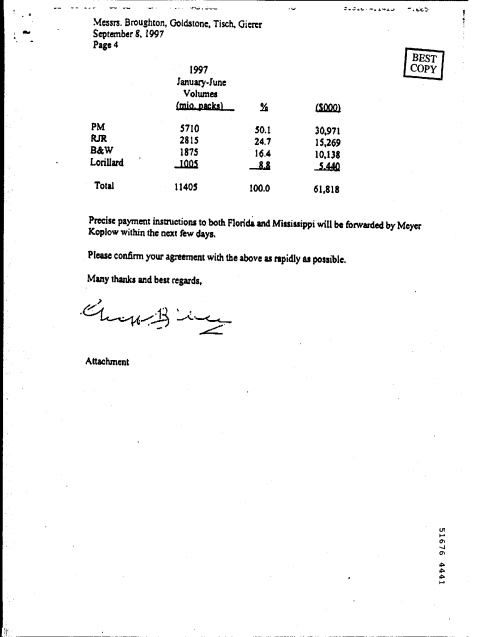 Messrs. Broughton, Goldstone, Tisch, Gierer
September 8, 1997
Page 4
BEST
COPY
1997
January-June
Volumes
(mio. packs) % ($000)
PM 5710 50.1 30,971
RJR 2815 24.7 15,269
B&W 1875 16.4 10,138
Lorillard 1005 8.8 5,440
Total 11405 100.0 61,818
Precise payment instructions to both Florida and Mississippi will be forwarded by Meyer
Koplow within the next few days.
Please confirm your agreement with the above as rapidly as possible.
Many thanks and best regards,
Attachment
51676 4441